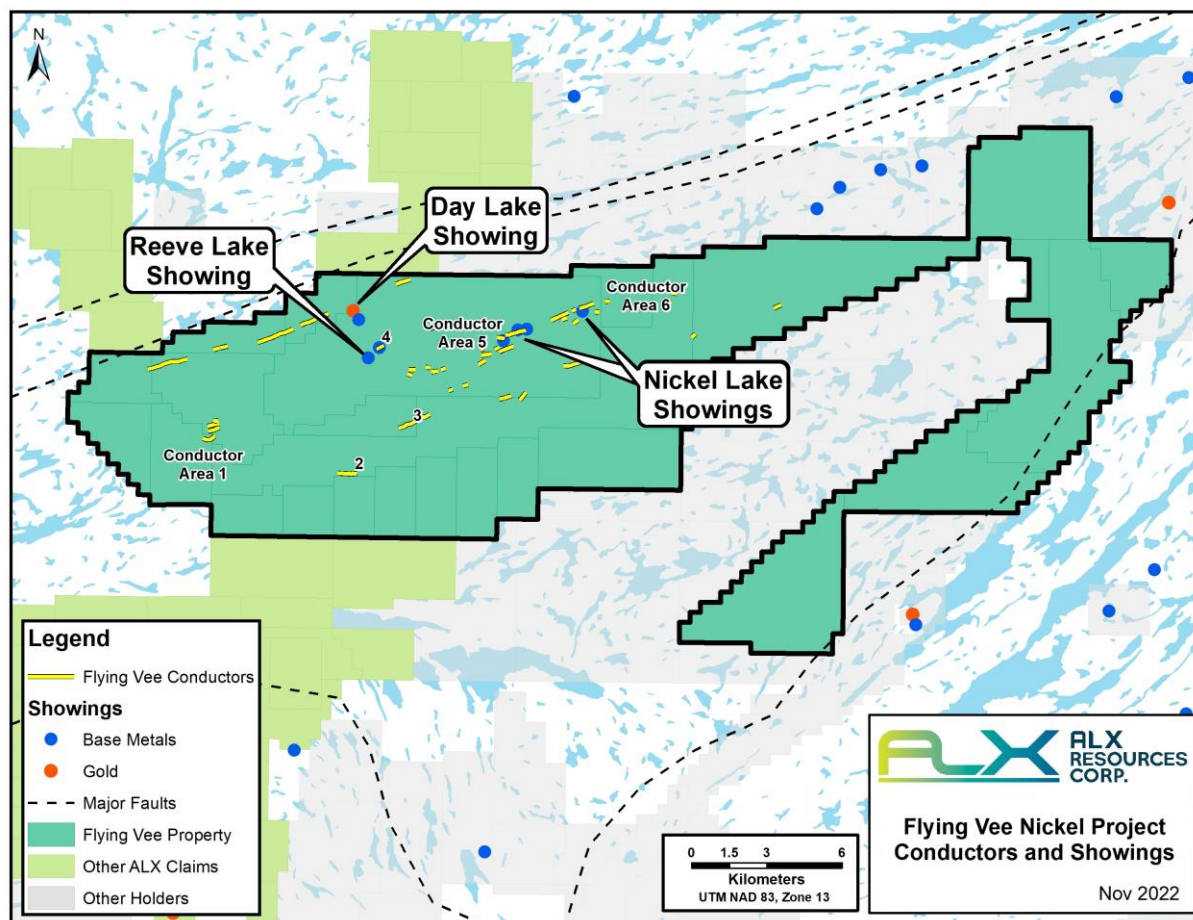 N
Day Lake
Showing
Reeve Lake
Showing
Conductor
Area 6
Conductor
Area 5
4
Nickel Lake
Showings
3
Conductor
Area 1
2
Legend
Flying Vee Conductors
Showings
Base Metals
Gold
Major Faults
Flying Vee Property
Other ALX Claims
Other Holders
0 1.5 3 6
Kilometers
UTM NAD 83, Zone 13
ALX
ALX
RESOURCES
CORP.
Flying Vee Nickel Project
Conductors and Showings
Nov 2022